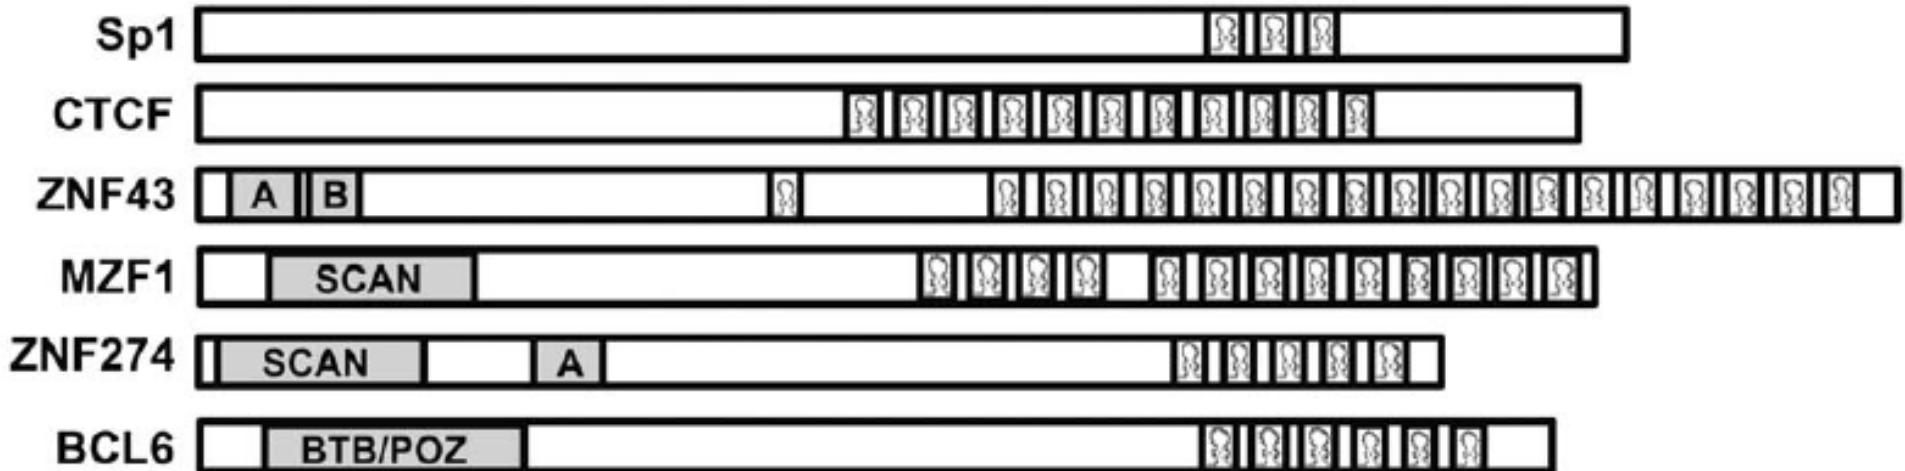 Sp1
CTCF
ZNF43 A B
MZF1 SCAN
ZNF274 SCAN A
BCL6 BTB/POZ